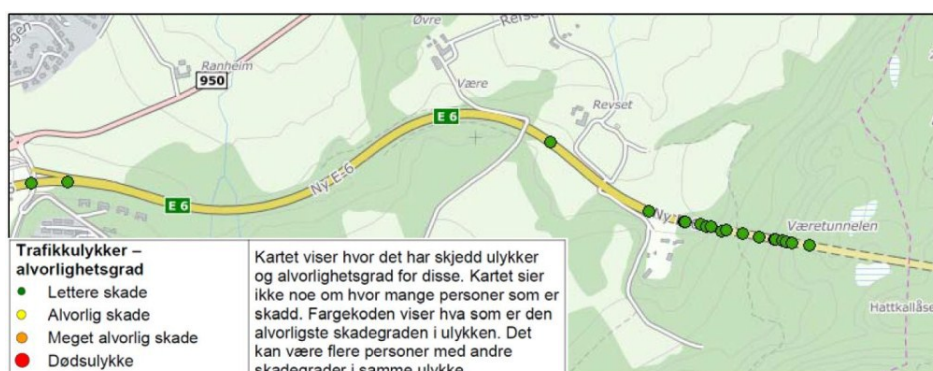 Øvre
Ranheim
950
Være
E 6
Revset
Ny E-6
E 6
Væretunnelen
Trafikkulykker –
alvorlighetsgrad
Lettere skade
Alvorlig skade
Meget alvorlig skade
Dødsulykke
Kartet viser hvor det har skjedd ulykker
og alvorlighetsgrad for disse. Kartet sier
ikke noe om hvor mange personer som er
skadd. Fargekoden viser hva som er den
alvorligste skadegraden i ulykken. Det
kan være flere personer med andre
skadegrader i samme ulykke